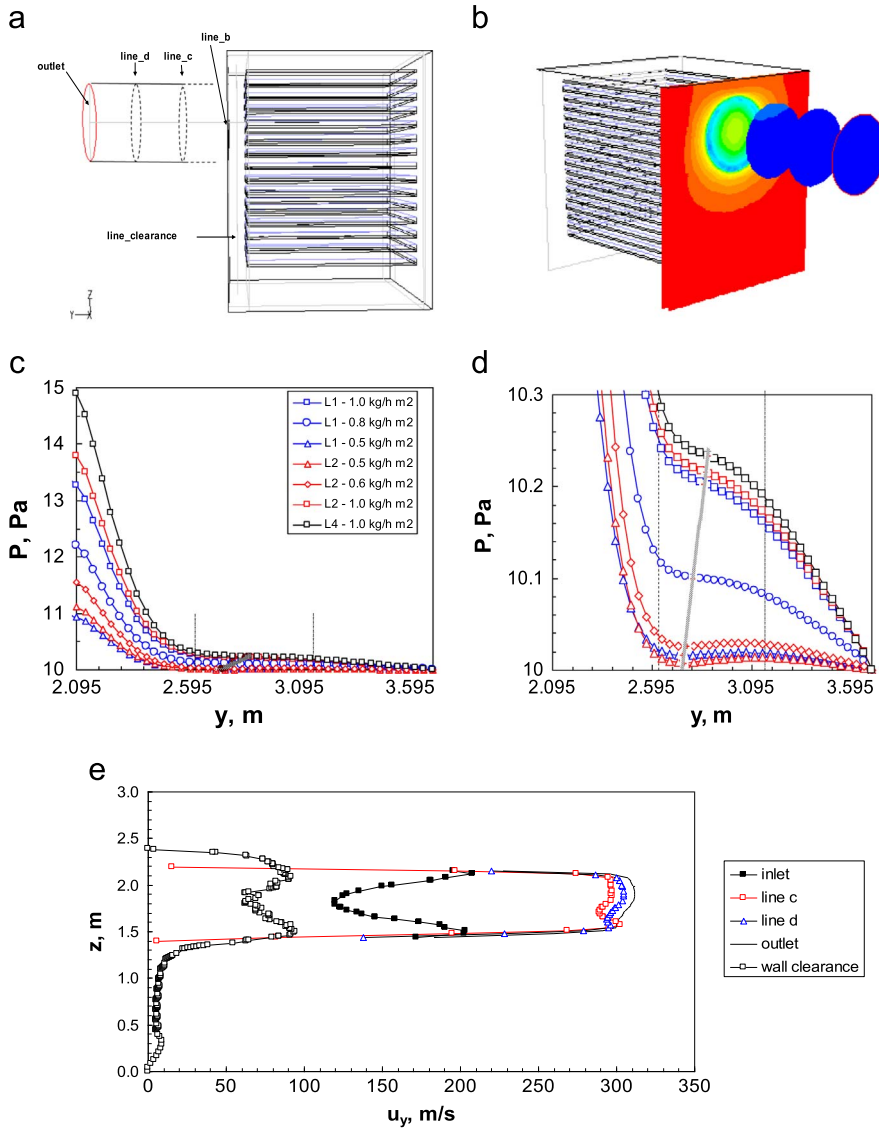 a
b
line_b
line_d
line_c
outlet
line_clearance
Z
Y
X
c
d
15
14
13
12
11
10
P, Pa
2.095
2.595
3.095
3.595
y, m
L1 - 1.0 kg/h m2
L1 - 0.8 kg/h m2
L1 - 0.5 kg/h m2
L2 - 0.5 kg/h m2
L2 - 0.6 kg/h m2
L2 - 1.0 kg/h m2
L4 - 1.0 kg/h m2
10.3
10.2
10.1
10
P, Pa
2.095
2.595
3.095
3.595
y, m
e
3.0
2.5
2.0
1.5
1.0
0.5
0.0
z, m
0
50
100
150
200
250
300
350
uy, m/s
inlet
line c
line d
outlet
wall clearance